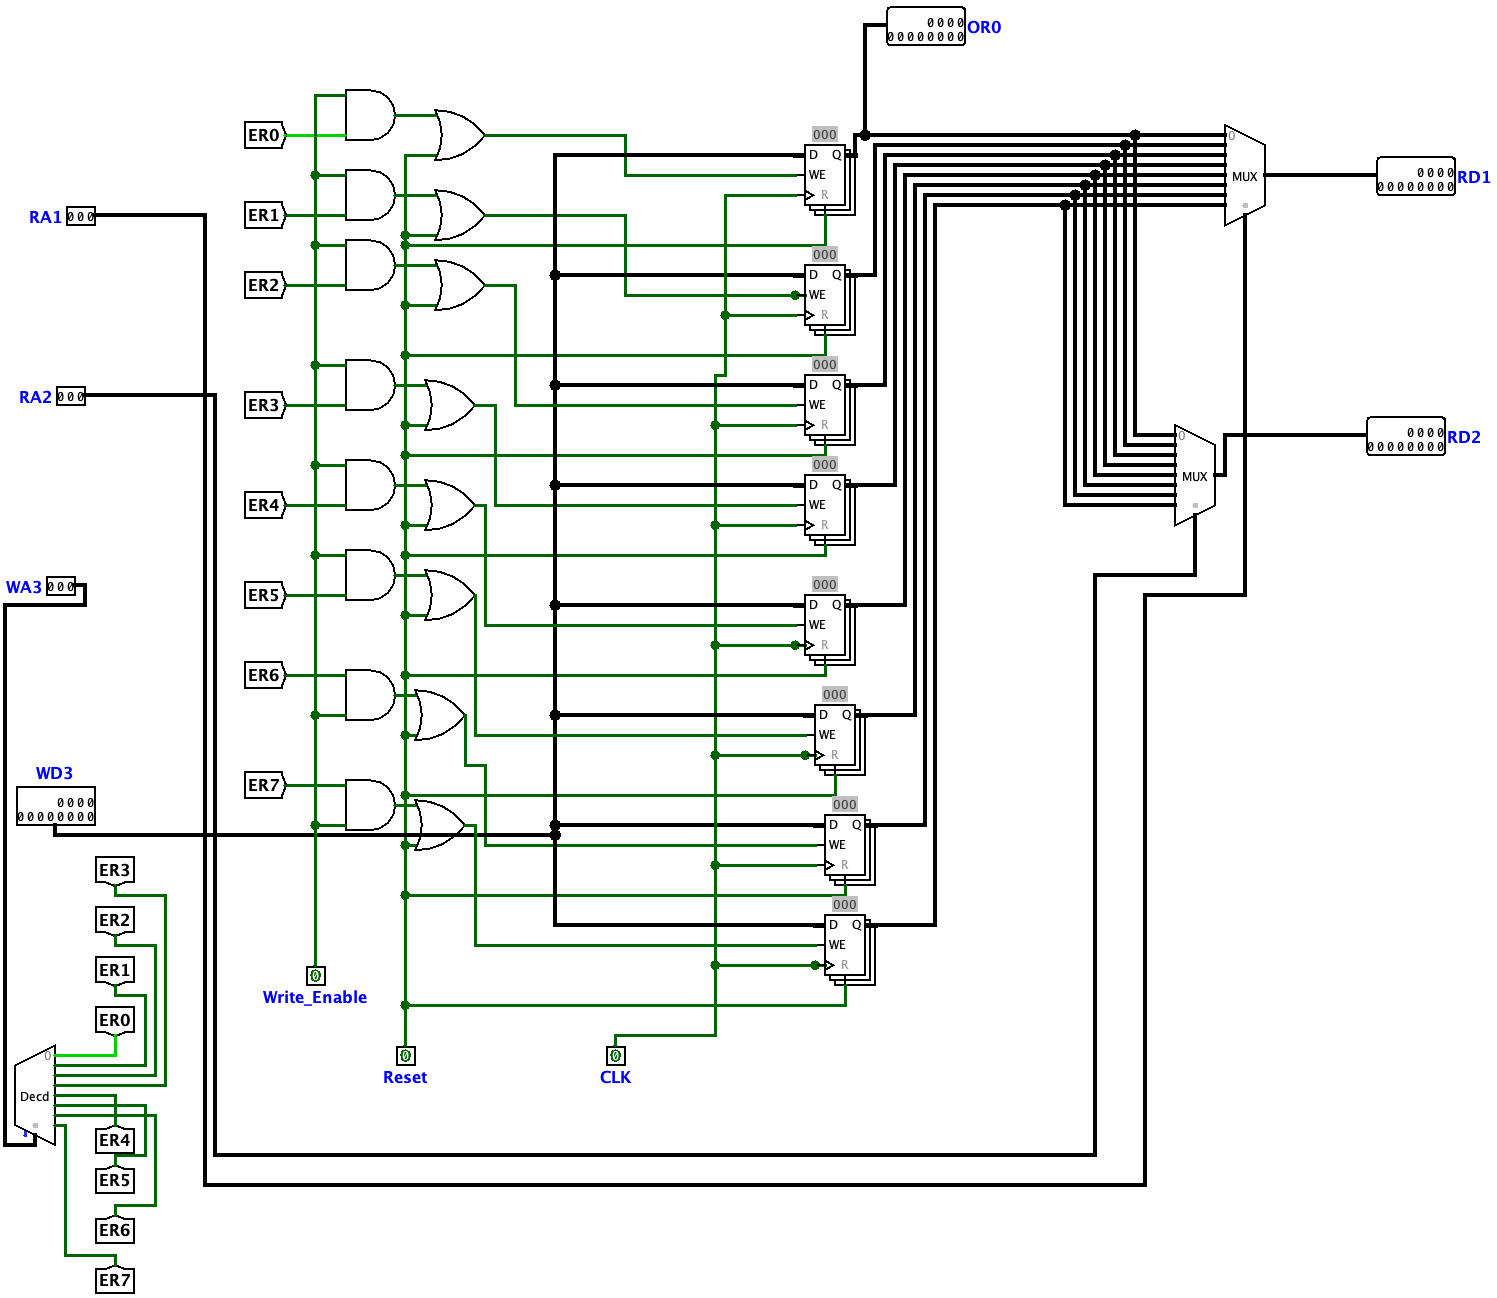 0000
00000000 OR0
ER0
000
D Q
WE
R
0
MUX
0000
00000000 RD1
RA1 000
ER1
000
D Q
WE
R
ER2
000
D Q
WE
R
RA2 000
ER3
0
MUX
0000
00000000 RD2
000
D Q
WE
R
ER4
WA3 000
ER5
000
D Q
WE
R
ER6
000
D Q
WE
R
WD3
0000
00000000
ER7
000
D Q
WE
R
ER3
ER2
000
D Q
WE
R
ER1
Write_Enable
ER0
0
0
Reset
0
CLK
0
Decd
ER4
ER5
ER6
ER7